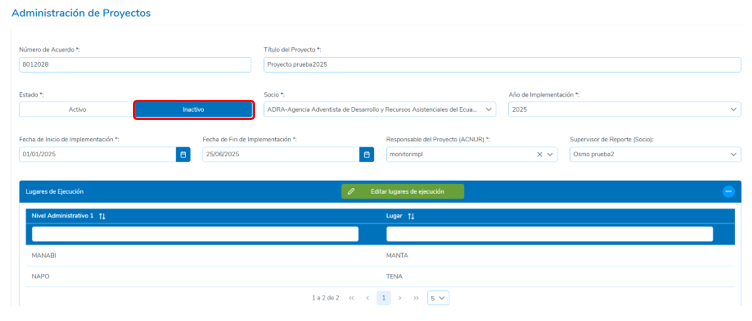 Administración de Proyectos
Número de Acuerdo *: Título del Proyecto *:
8012028 Proyecto prueba2025
Estado *: Socio *: Año de Implementación *:
Activo Inactivo ADRA-Agencia Adventista de Desarrollo y Recursos Asistenciales del Ecua... 2025
Fecha de Inicio de Implementación *: Fecha de Fin de Implementación *: Responsable del Proyecto (ACNUR) *: Supervisor de Reporte (Socio):
01/01/2025 25/06/2025 monitorimpl Osmo prueba2
Lugares de Ejecución Editar lugares de ejecución
Nivel Administrativo 1 Lugar
MANABI MANTA
NAPO TENA
1 a 2 de 2 « < 1 > » 5